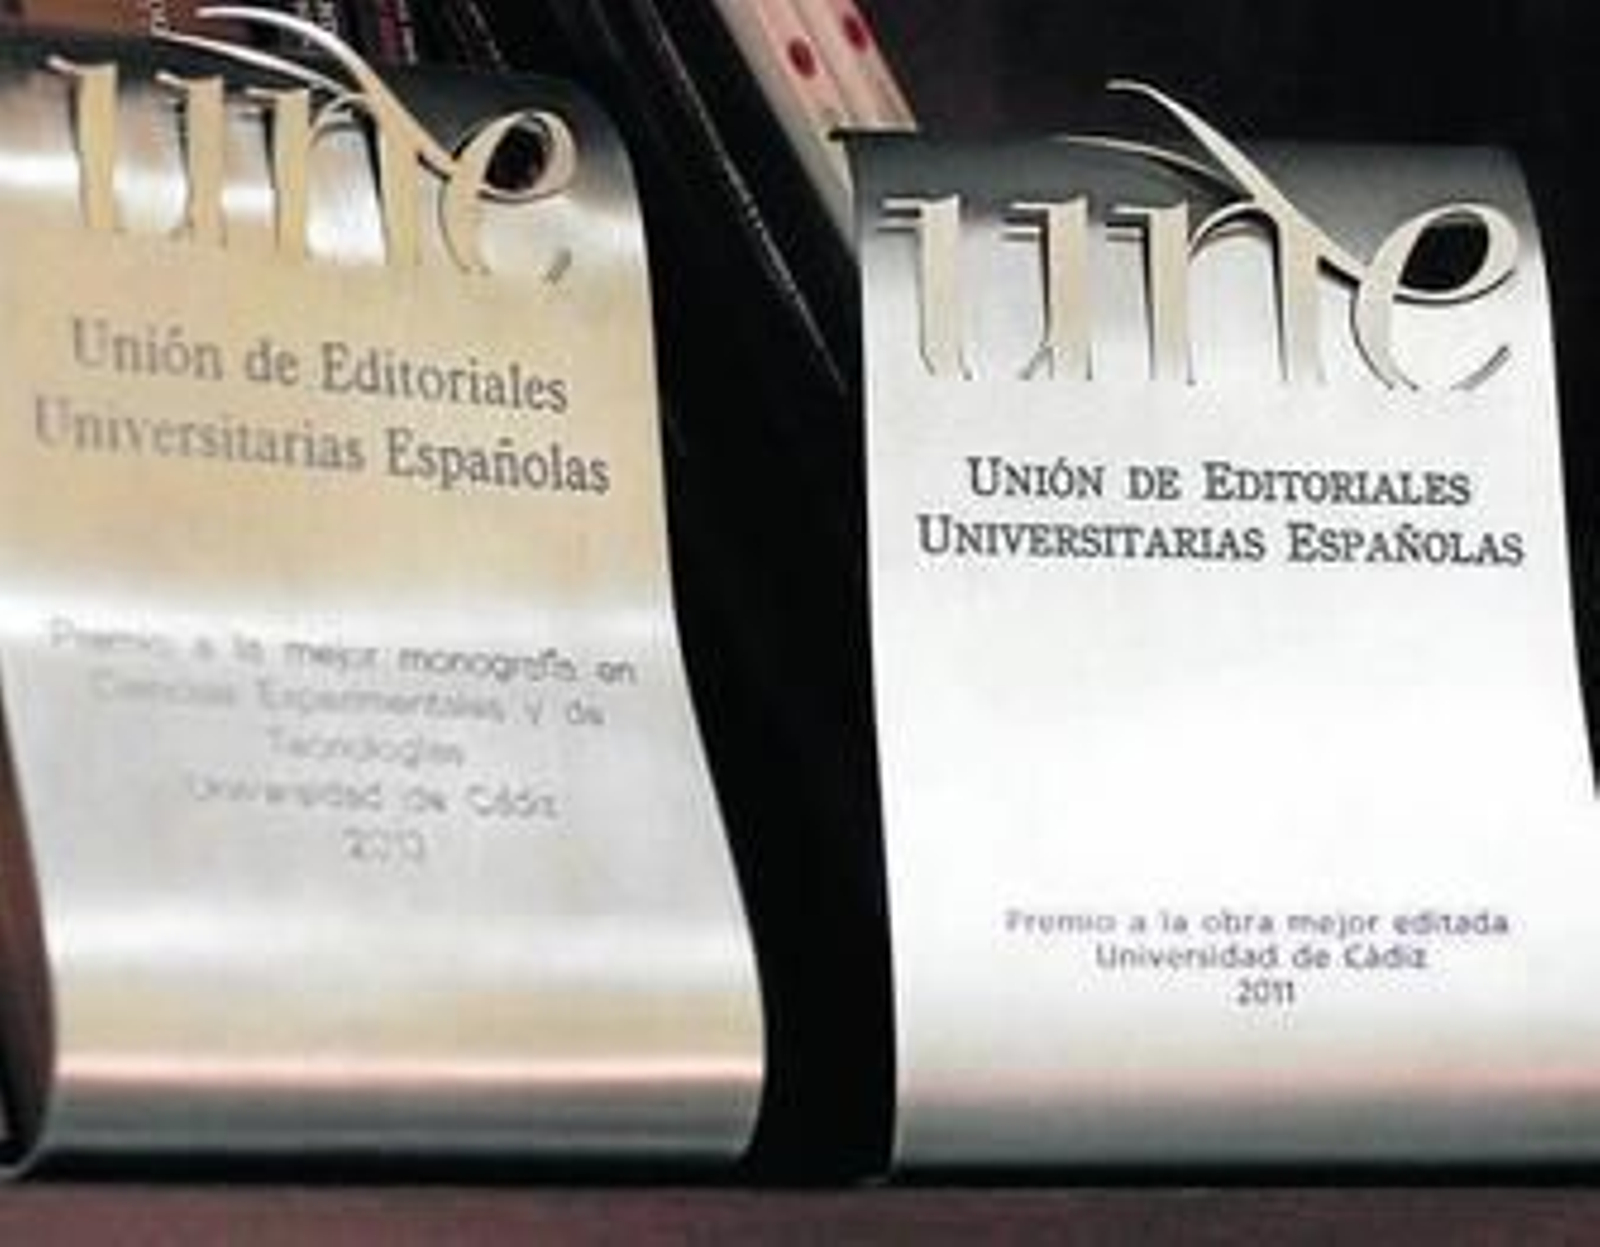 une
Unión de Editoriales
Universitarias Españolas
Premio a la mejor monografía en
Ciencias Experimentales y de
Tecnologías
Universidad de Cádiz
une
UNIÓN DE EDITORIALES
UNIVERSITARIAS ESPAÑOLAS
Premio a la obra mejor editada
Universidad de Cádiz
2011